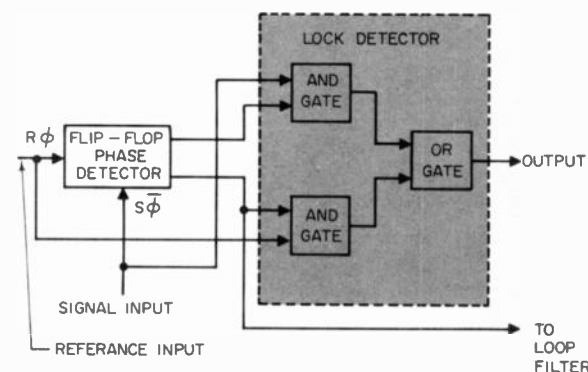 LOCK DETECTOR
AND
GATE
Rϕ
FLIP-FLOP
PHASE
DETECTOR
OR
GATE
OUTPUT
Sϕ̅
AND
GATE
SIGNAL INPUT
REFERANCE INPUT
TO
LOOP
FILTER